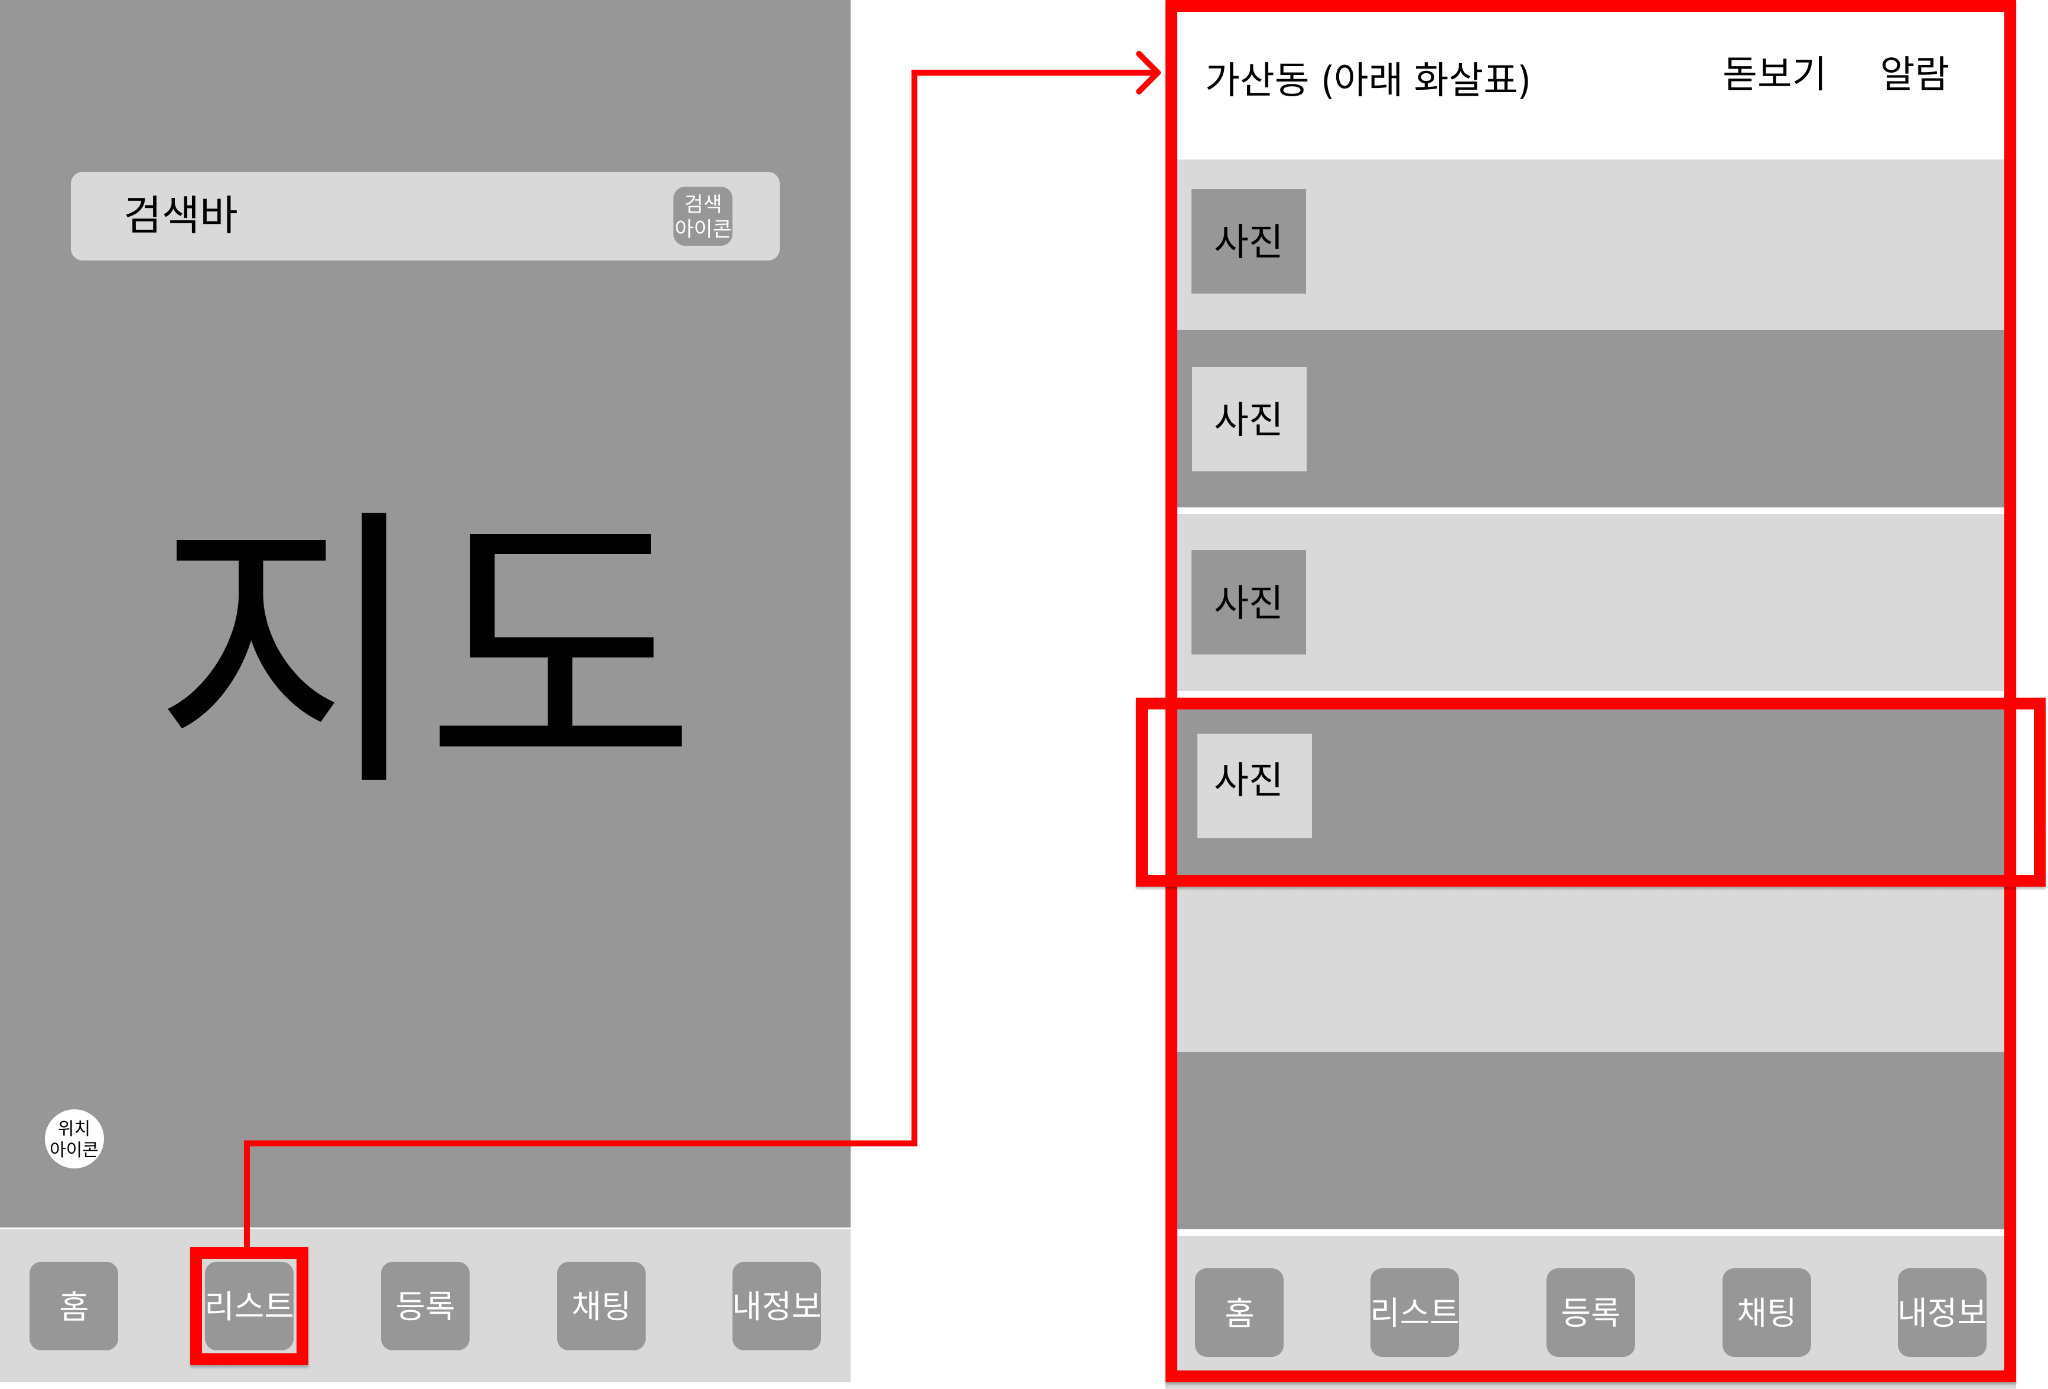 검색바
검색
아이콘
지도
위치
아이콘
홈
리스트
등록
채팅
내정보
가산동 (아래 화살표)
돋보기
알람
사진
사진
사진
사진
홈
리스트
등록
채팅
내정보